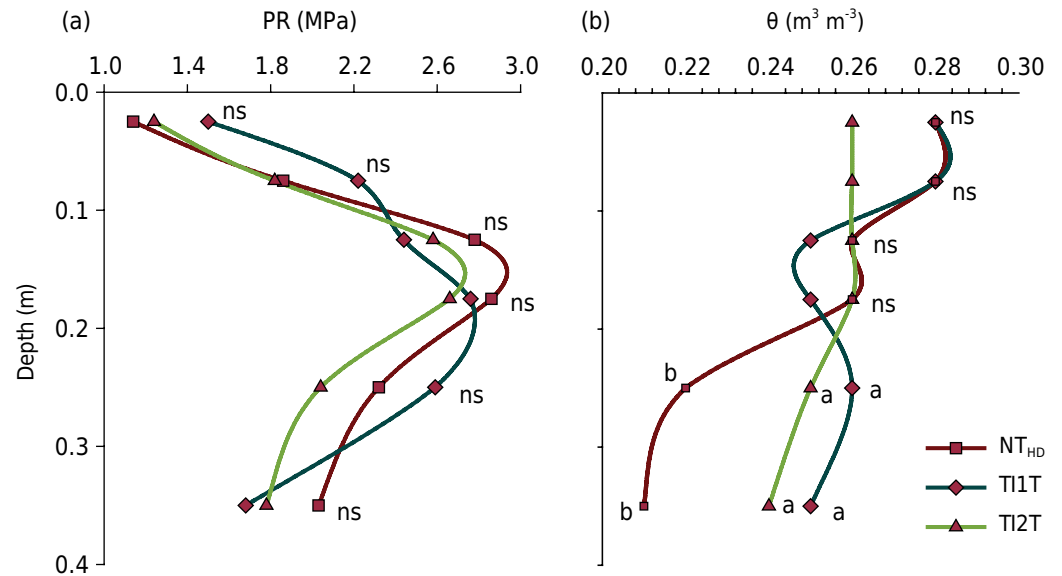 (a) PR (MPa)
1.0 1.4 1.8 2.2 2.6 3.0
0.0
0.1
0.2
0.3
0.4
Depth (m)
ns
ns
ns
ns
ns
ns
(b) θ (m³ m⁻³)
0.20 0.22 0.24 0.26 0.28 0.30
ns
ns
ns
ns
b a a
b a a
NT_HD
TI1T
TI2T